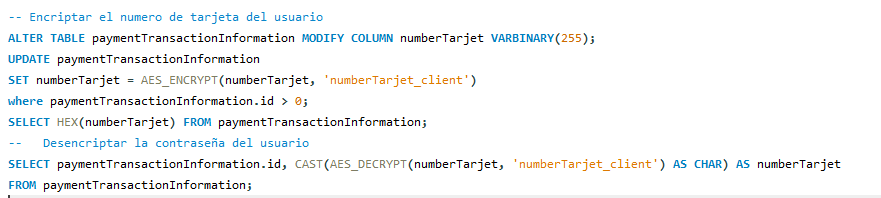 -- Encriptar el numero de tarjeta del usuario
ALTER TABLE paymentTransactionInformation MODIFY COLUMN numberTarjet VARBINARY(255);
UPDATE paymentTransactionInformation
SET numberTarjet = AES_ENCRYPT(numberTarjet, 'numberTarjet_client')
where paymentTransactionInformation.id > 0;
SELECT HEX(numberTarjet) FROM paymentTransactionInformation;
--   Desencriptar la contraseña del usuario
SELECT paymentTransactionInformation.id, CAST(AES_DECRYPT(numberTarjet, 'numberTarjet_client') AS CHAR) AS numberTarjet
FROM paymentTransactionInformation;